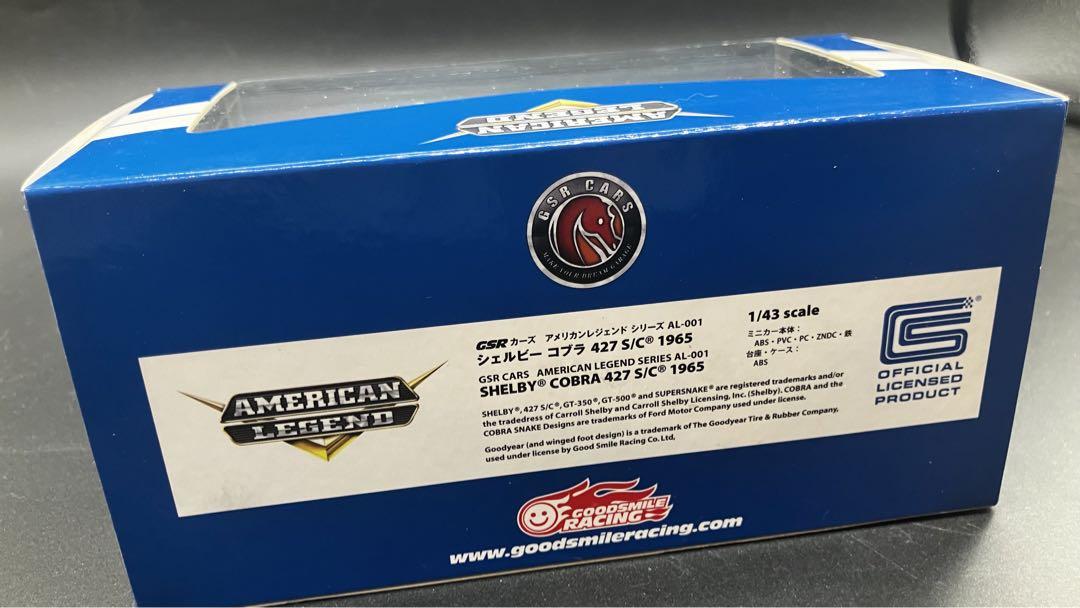 AMERICAN
LEGEND
GSR CARS
MAKE YOUR DREAM GARAGE
AMERICAN
LEGEND
GSR カーズ アメリカンレジェンド シリーズ AL-001
シェルビー コブラ 427 S/C® 1965
GSR CARS AMERICAN LEGEND SERIES AL-001
SHELBY® COBRA 427 S/C® 1965
SHELBY®, 427 S/C®, GT-350®, GT-500® and SUPERSNAKE® are registered trademarks and/or
the tradedress of Carroll Shelby and Carroll Shelby Licensing, Inc. (Shelby). COBRA and the
COBRA SNAKE Designs are trademarks of Ford Motor Company used under license.
Goodyear (and winged foot design) is a trademark of The Goodyear Tire & Rubber Company,
used under license by Good Smile Racing Co. Ltd,
1/43 scale
ミニカー本体：
ABS・PVC・PC・ZNDC・鉄
台座・ケース：
ABS
CS®
OFFICIAL
LICENSED
PRODUCT
GOODSMILE
RACING
www.goodsmileracing.com